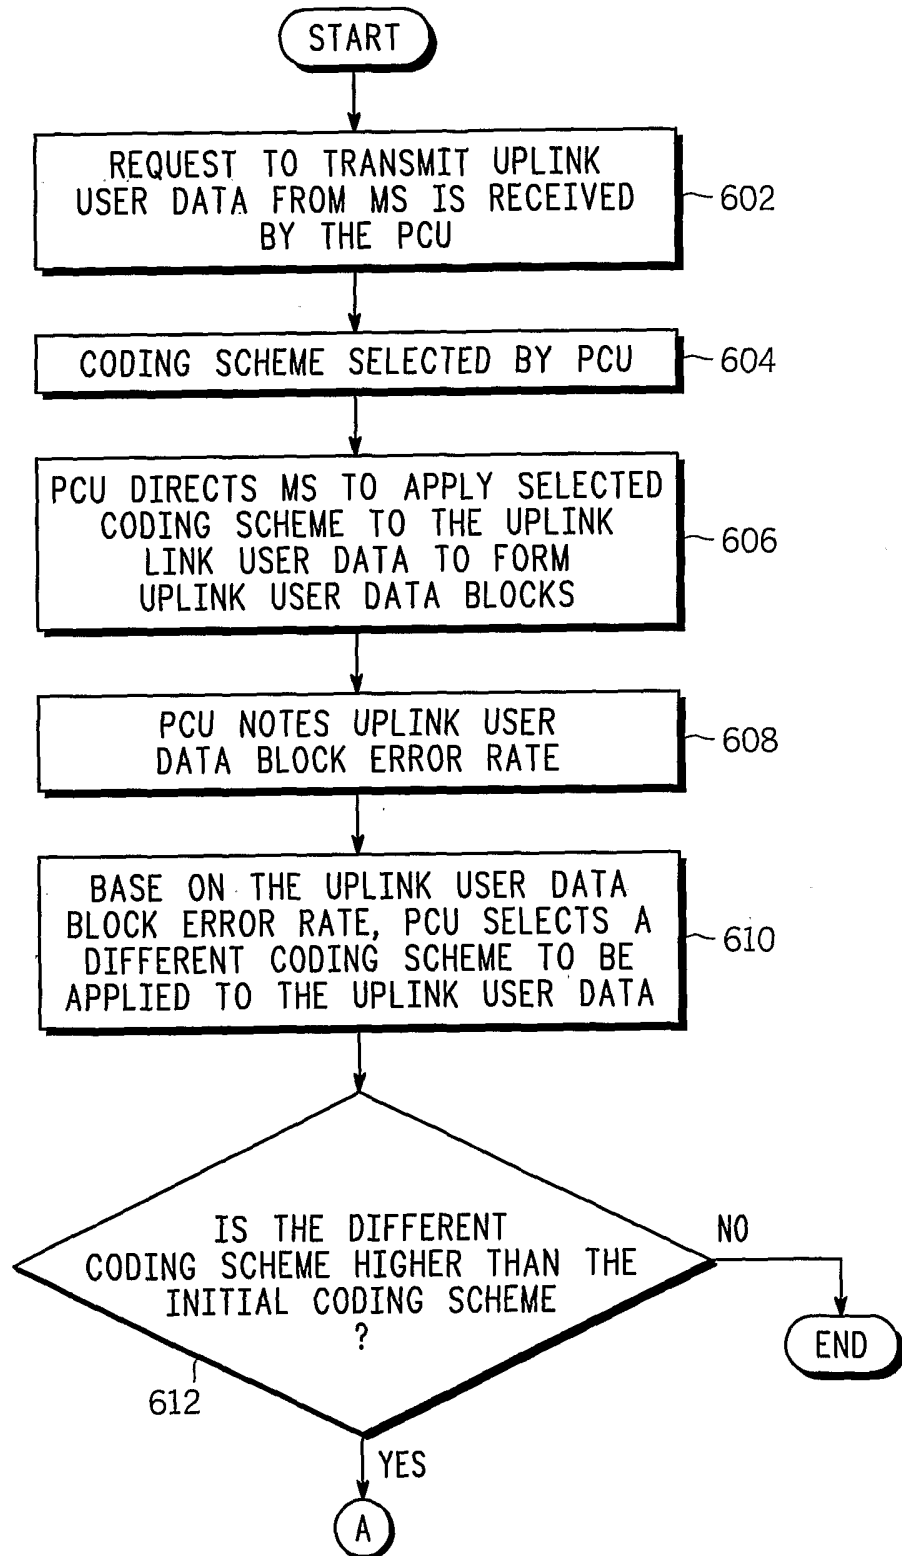 START
REQUEST TO TRANSMIT UPLINK
USER DATA FROM MS IS RECEIVED
BY THE PCU
602
CODING SCHEME SELECTED BY PCU
604
PCU DIRECTS MS TO APPLY SELECTED
CODING SCHEME TO THE UPLINK
LINK USER DATA TO FORM
UPLINK USER DATA BLOCKS
606
PCU NOTES UPLINK USER
DATA BLOCK ERROR RATE
608
BASE ON THE UPLINK USER DATA
BLOCK ERROR RATE, PCU SELECTS A
DIFFERENT CODING SCHEME TO BE
APPLIED TO THE UPLINK USER DATA
610
IS THE DIFFERENT
CODING SCHEME HIGHER THAN THE
INITIAL CODING SCHEME
?
612
NO
END
YES
A